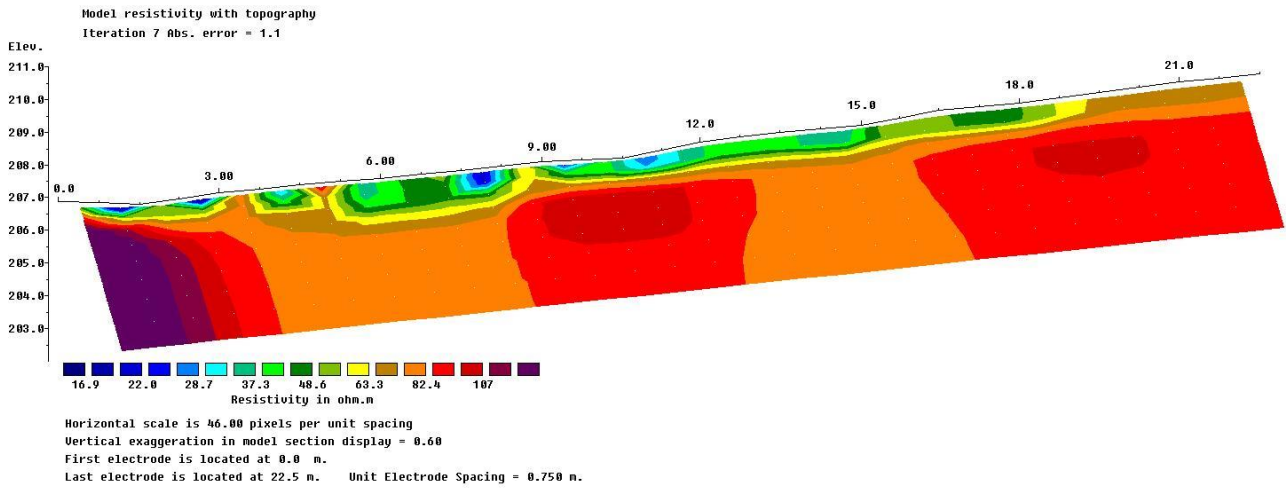 Model resistivity with topography
Iteration 7 Abs. error = 1.1
Elev.
211.0
210.0
209.0
208.0
207.0
206.0
205.0
204.0
203.0
0.0
3.00
6.00
9.00
12.0
15.0
18.0
21.0
16.9 22.0 28.7 37.3 48.6 63.3 82.4 107
Resistivity in ohm.m
Horizontal scale is 46.00 pixels per unit spacing
Vertical exaggeration in model section display = 0.60
First electrode is located at 0.0 m.
Last electrode is located at 22.5 m. Unit Electrode Spacing = 0.750 m.